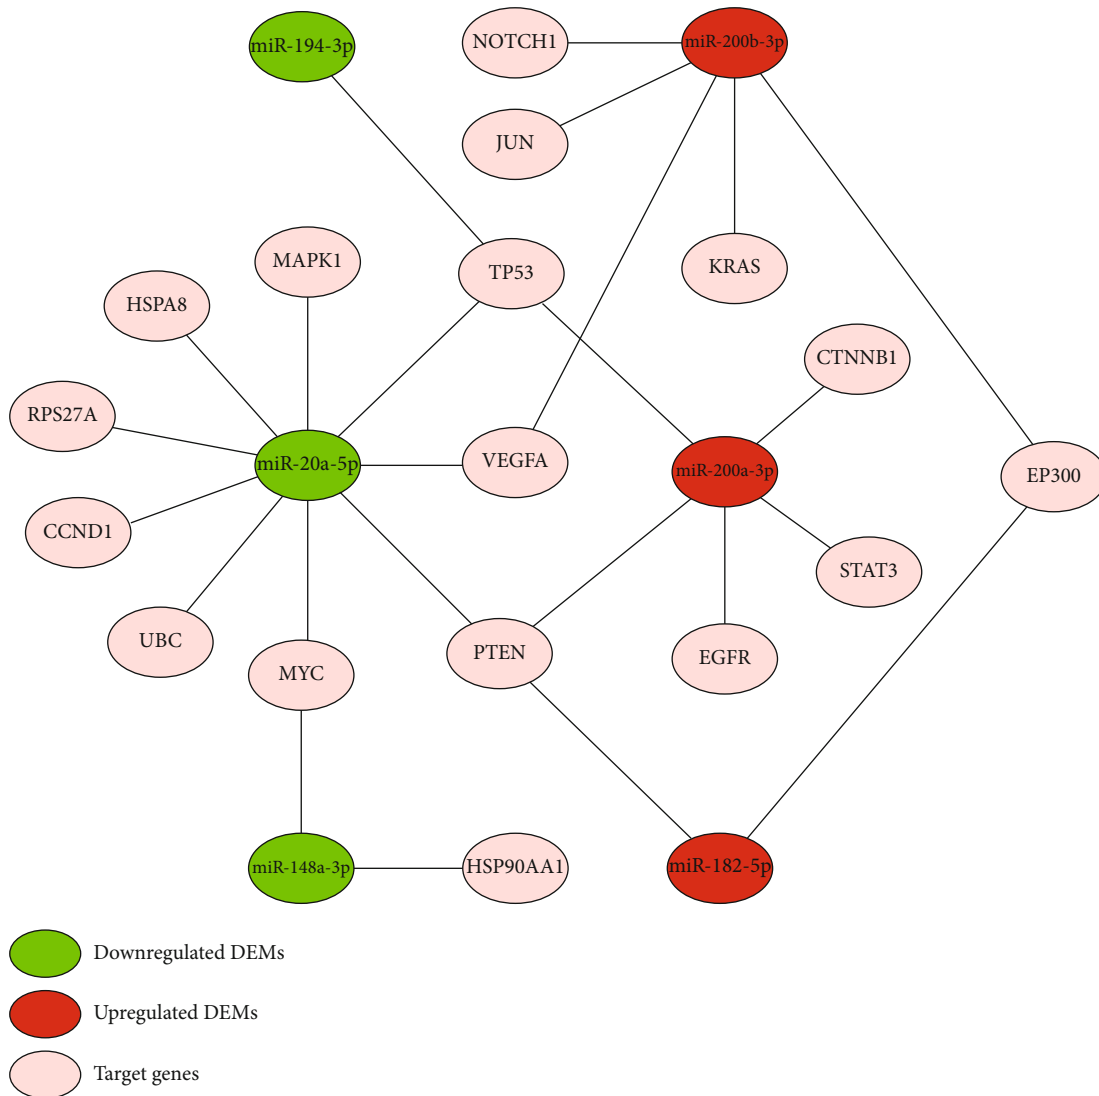 miR-194-3p
NOTCH1
miR-200b-3p
JUN
MAPK1
TP53
KRAS
HSPA8
CTNNB1
RPS27A
miR-20a-5p
VEGFA
miR-200a-3p
EP300
CCND1
STAT3
UBC
MYC
PTEN
EGFR
miR-148a-3p
HSP90AA1
miR-182-5p
Downregulated DEMs
Upregulated DEMs
Target genes